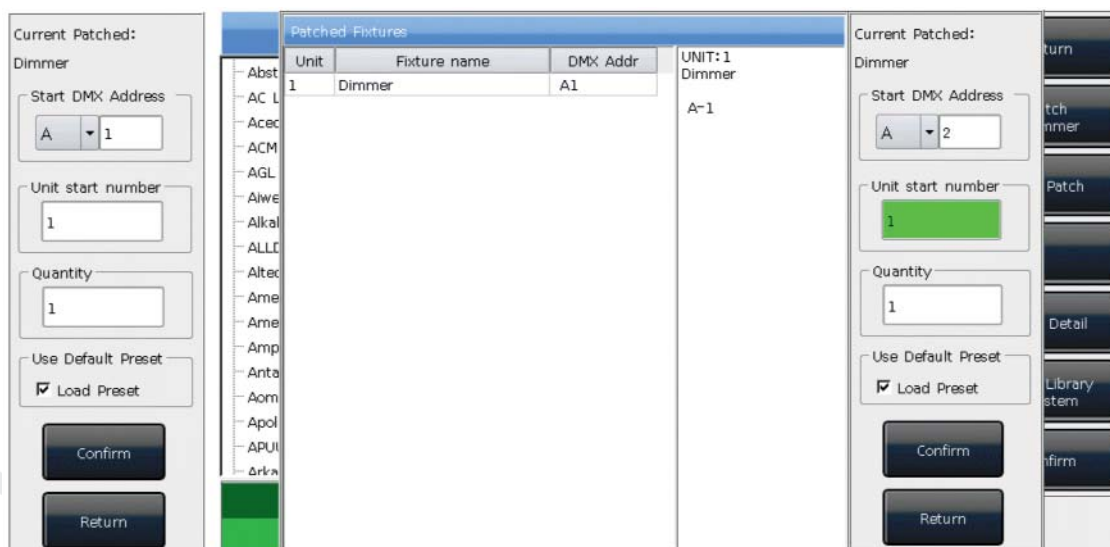 Current Patched:
Dimmer
Start DMX Address
A 1
Unit start number
1
Quantity
1
Use Default Preset
Load Preset
Confirm
Return
Abst
AC L
Acec
ACM
AGL
Aiwe
Alkal
Altec
Ame
Ame
Amp
Anta
Aom
Apol
Arka
Patched Fixtures
Unit Fixture name DMX Addr
1 Dimmer A1
UNIT:1
Dimmer
A-1
Current Patched:
Dimmer
Start DMX Address
A 2
Unit start number
1
Quantity
1
Use Default Preset
Load Preset
Confirm
Return
turn
tch
mmer
Patch
Detail
Library
stem
nfirm